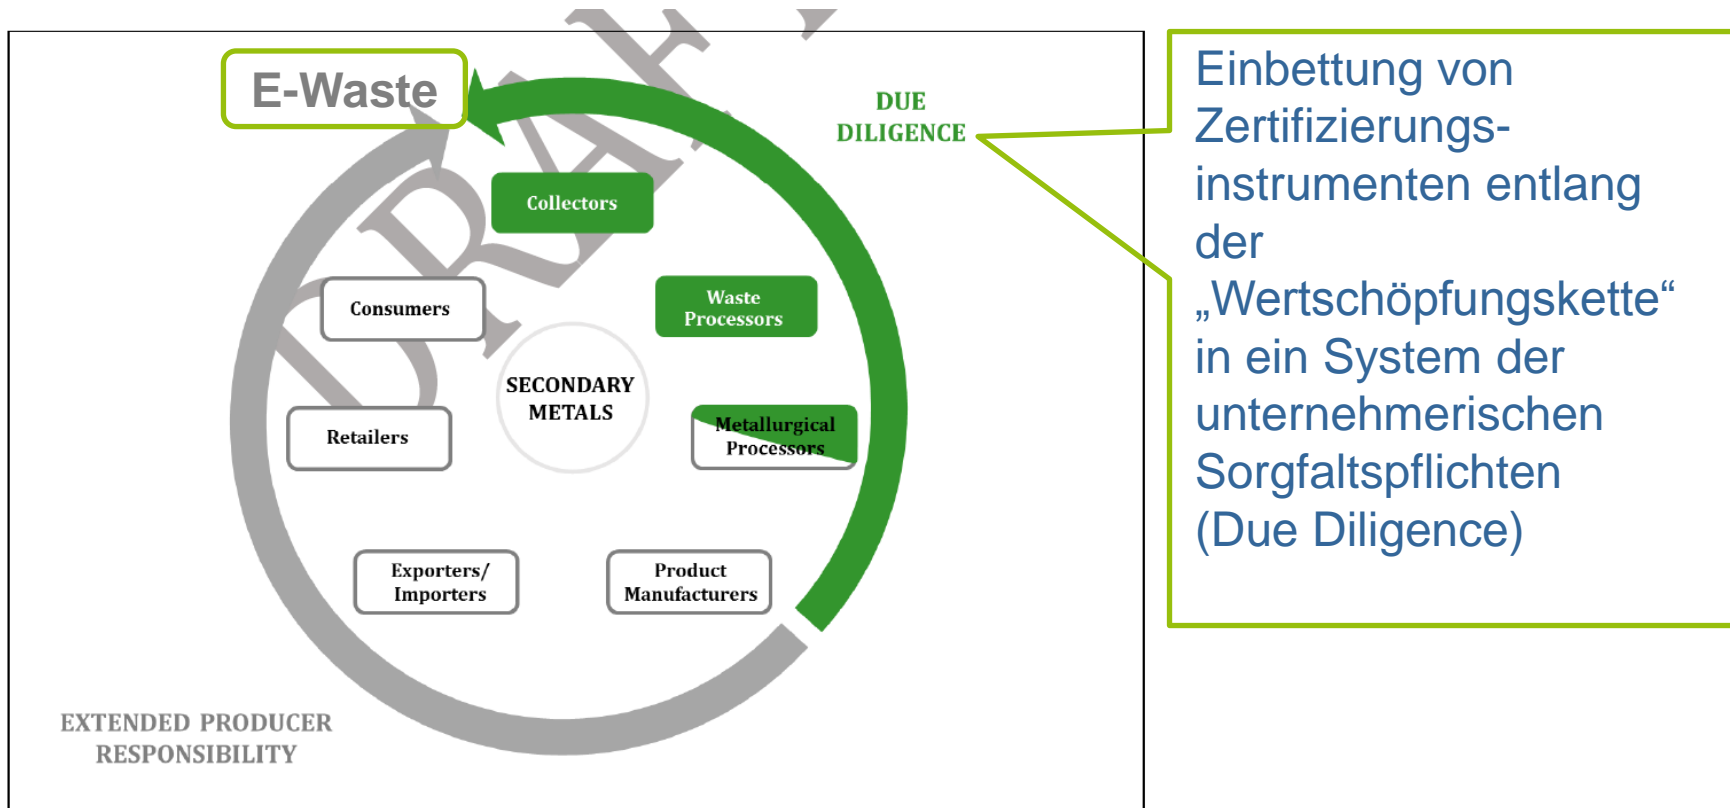 E-Waste
DUE
DILIGENCE
Collectors
Consumers
Waste
Processors
SECONDARY
METALS
Retailers
Metallurgical
Processors
Exporters/
Importers
Product
Manufacturers
EXTENDED PRODUCER
RESPONSIBILITY
Einbettung von
Zertifizierungs-
instrumenten entlang
der
„Wertschöpfungskette“
in ein System der
unternehmerischen
Sorgfaltspflichten
(Due Diligence)